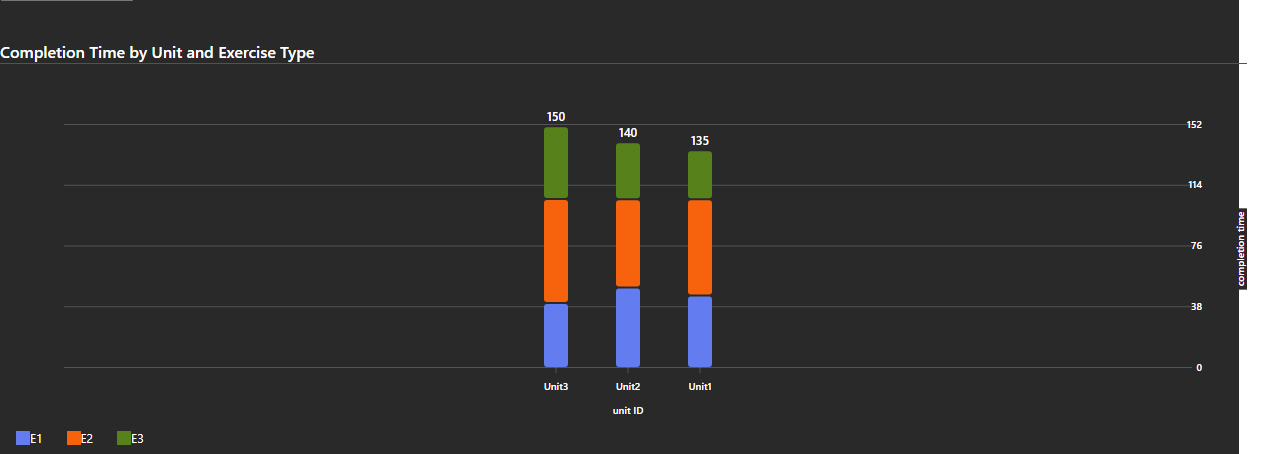 Completion Time by Unit and Exercise Type
150
140
135
152
114
76
38
0
completion time
Unit3 Unit2 Unit1
unit ID
E1 E2 E3